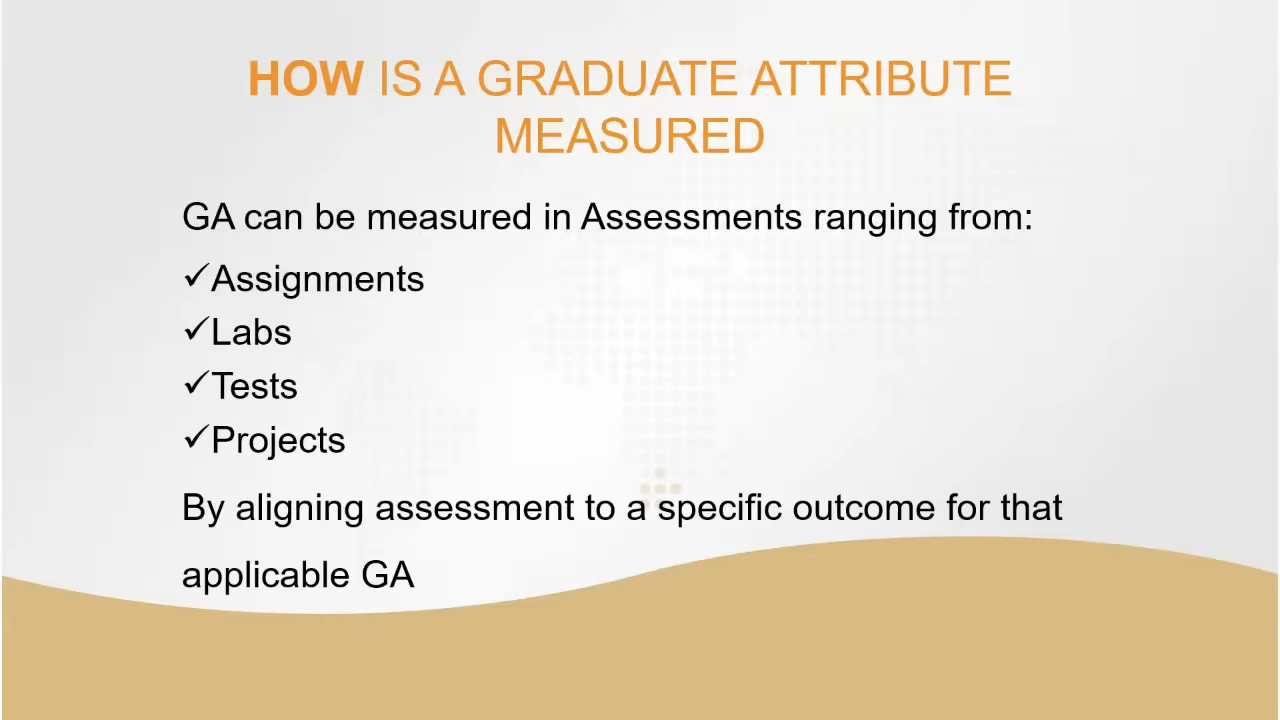 HOW IS A GRADUATE ATTRIBUTE
MEASURED
GA can be measured in Assessments ranging from:
✓Assignments
✓Labs
✓Tests
✓Projects
By aligning assessment to a specific outcome for that
applicable GA